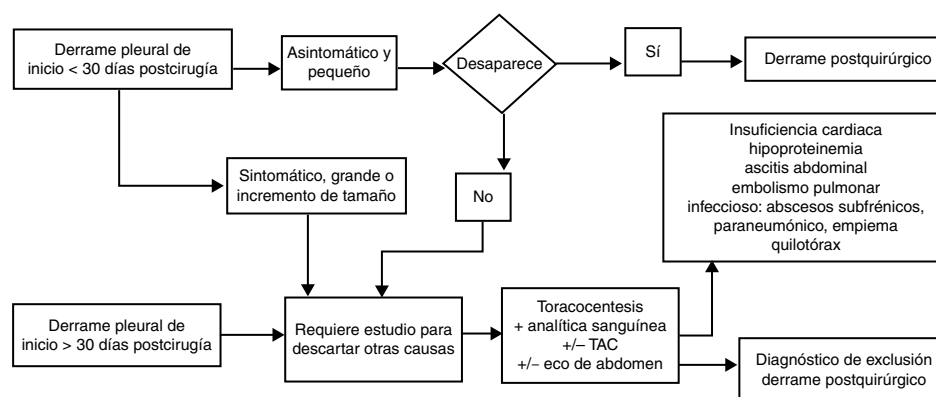 Derrame pleural de
inicio < 30 días postcirugía
Asintomático y
pequeño
Desaparece
Sí
Derrame postquirúrgico
Sintomático, grande o
incremento de tamaño
No
Insuficiencia cardiaca
hipoproteinemia
ascitis abdominal
embolismo pulmonar
infeccioso: abscesos subfrénicos,
paraneumónico, empiema
quilotórax
Derrame pleural de
inicio > 30 días postcirugía
Requiere estudio para
descartar otras causas
Toracocentesis
+ analítica sanguínea
+/– TAC
+/– eco de abdomen
Diagnóstico de exclusión
derrame postquirúrgico